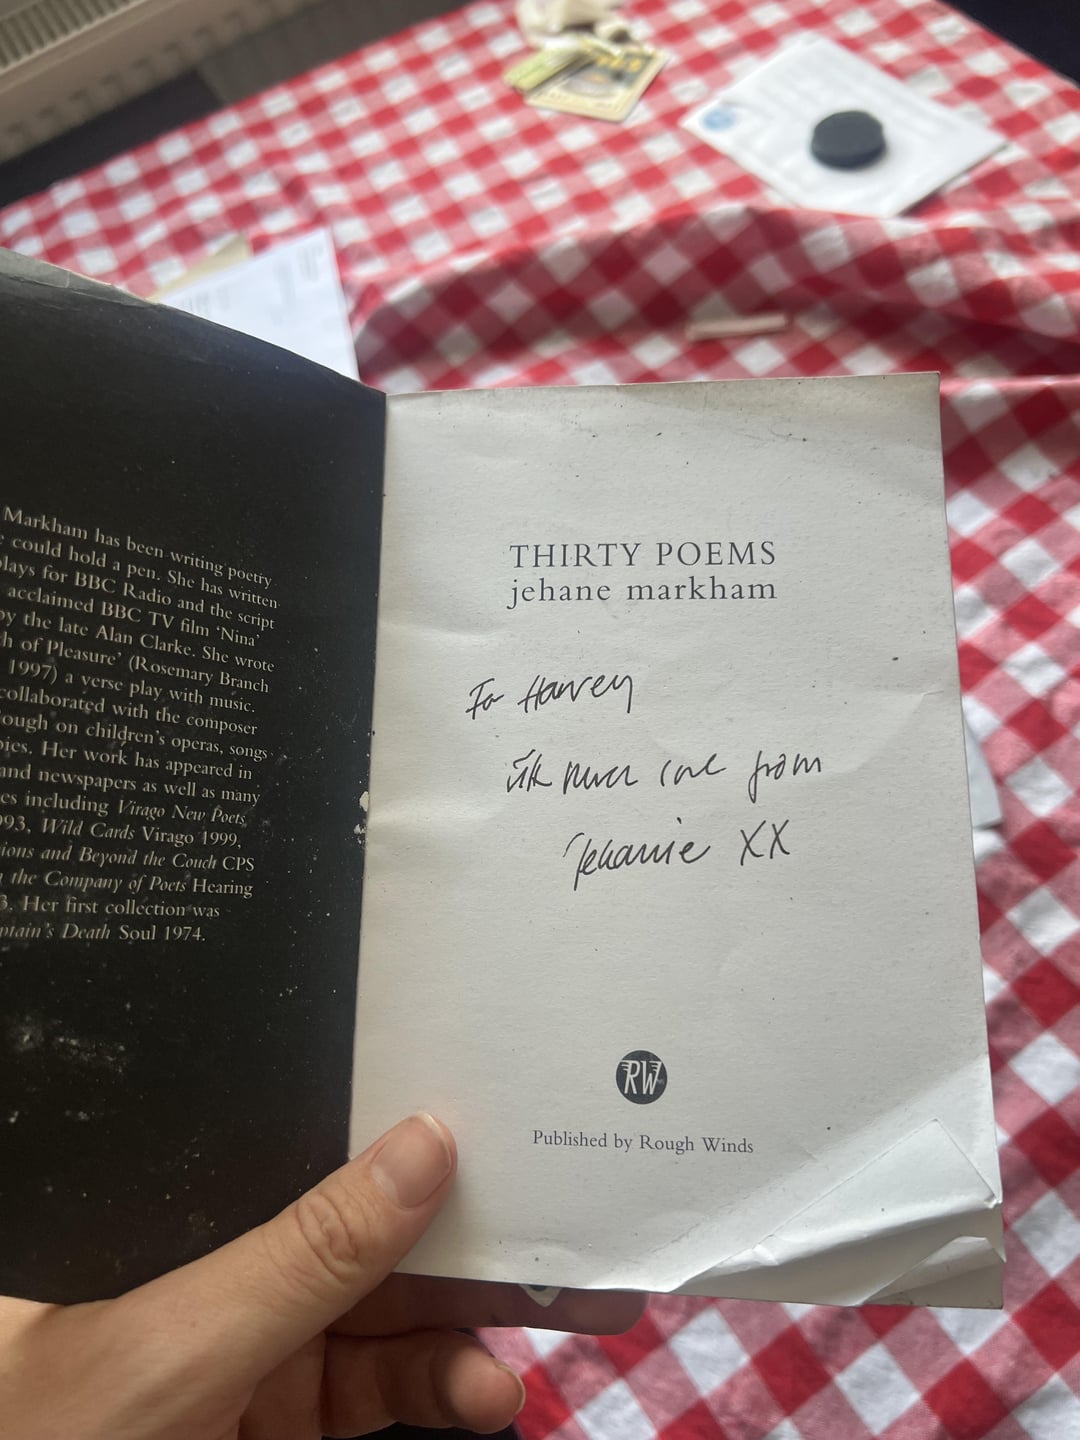 Markham has been writing poetry
could hold a pen. She has written
plays for BBC Radio and the script
acclaimed BBC TV film ‘Nina’
by the late Alan Clarke. She wrote
of Pleasure’ (Rosemary Branch
1997) a verse play with music.
collaborated with the composer
on children’s operas, songs
Her work has appeared in
and newspapers as well as many
including Virago New Poets
Wild Cards Virago 1999,
and Beyond the Couch CPS
the Company of Poets Hearing
3. Her first collection was
Death Soul 1974.
THIRTY POEMS
jehane markham
For Harvey
with much love from
Jehanie XX
RW
Published by Rough Winds